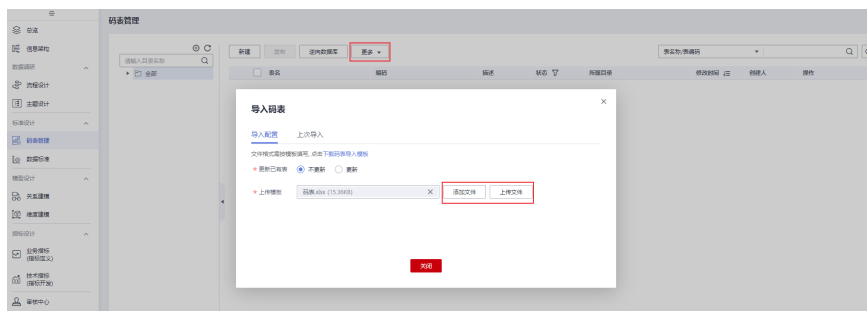 码表管理
总览
信息架构
数据调研
流程设计
主题设计
标准设计
码表管理
数据标准
模型设计
关系建模
维度建模
指标设计
业务指标
(指标定义)
技术指标
(指标开发)
审核中心
请输入目录名称
全部
新建 发布 逆向数据库 更多
表名称/表编码
表名 编码 描述 状态 所属目录 修改时间 创建人 操作
导入码表
导入配置 上次导入
文件格式需按模板填写, 点击下载码表导入模板
* 更新已有表 不更新 更新
* 上传模板 码表.xlsx (15.36KB) 添加文件 上传文件
关闭